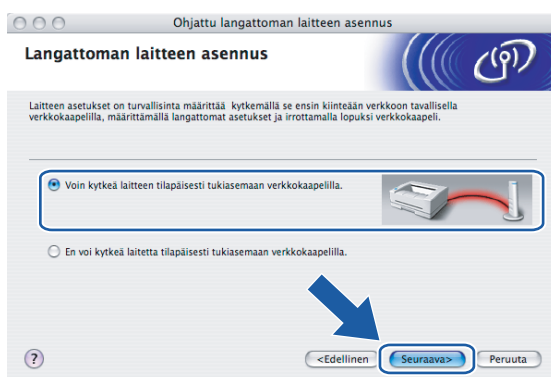 Ohjattu langattoman laitteen asennus
Langattoman laitteen asennus
Laitteen asetukset on turvallisinta määrittää kytkemällä se ensin kiinteään verkkoon tavallisella
verkkokaapelilla, määrittämällä langattomat asetukset ja irrottamalla lopuksi verkkokaapeli.
Voin kytkeä laitteen tilapäisesti tukiasemaan verkkokaapelilla.
En voi kytkeä laitetta tilapäisesti tukiasemaan verkkokaapelilla.
? <Edellinen Seuraava> Peruuta